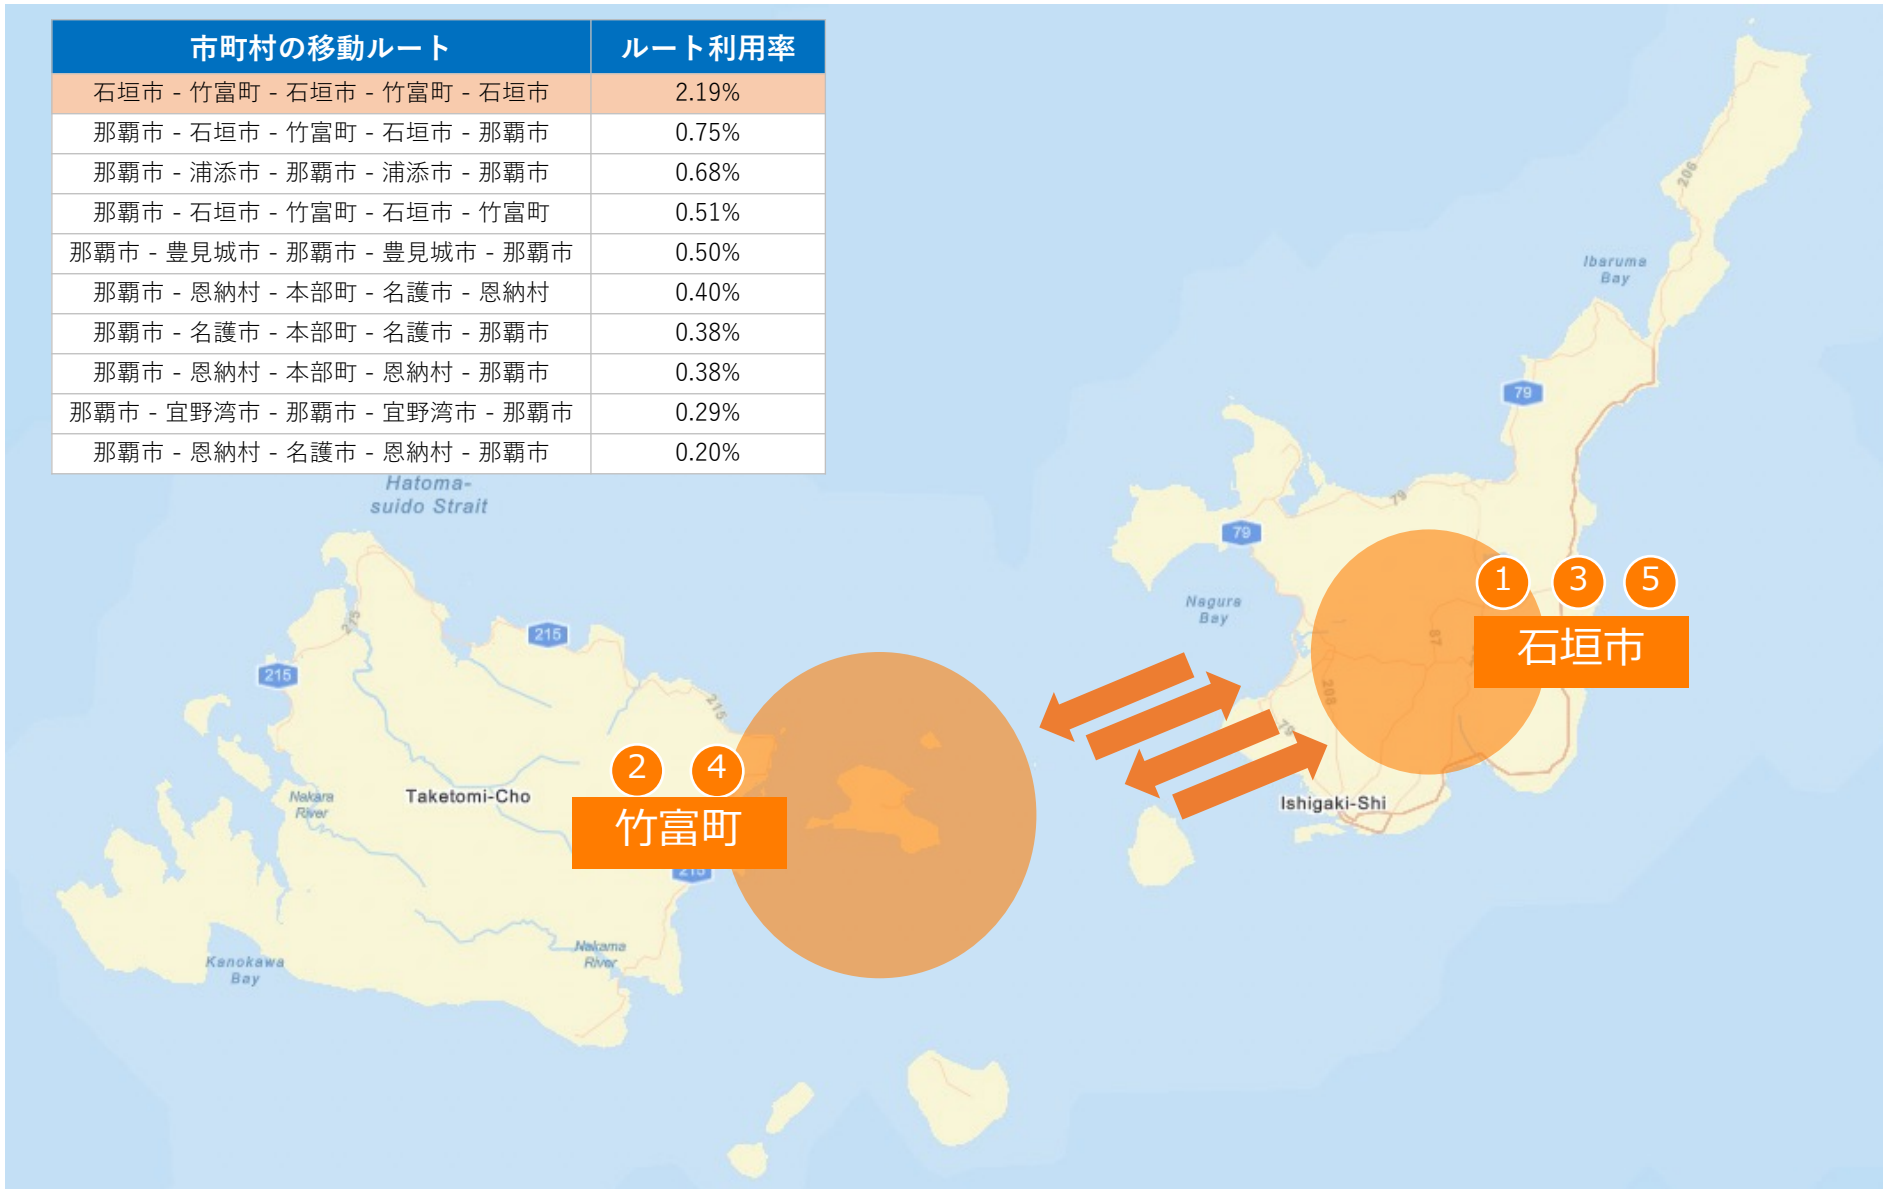 市町村の移動ルート ルート利用率
石垣市 - 竹富町 - 石垣市 - 竹富町 - 石垣市 2.19%
那覇市 - 石垣市 - 竹富町 - 石垣市 - 那覇市 0.75%
那覇市 - 浦添市 - 那覇市 - 浦添市 - 那覇市 0.68%
那覇市 - 石垣市 - 竹富町 - 石垣市 - 竹富町 0.51%
那覇市 - 豊見城市 - 那覇市 - 豊見城市 - 那覇市 0.50%
那覇市 - 恩納村 - 本部町 - 名護市 - 恩納村 0.40%
那覇市 - 名護市 - 本部町 - 名護市 - 那覇市 0.38%
那覇市 - 恩納村 - 本部町 - 恩納村 - 那覇市 0.38%
那覇市 - 宜野湾市 - 那覇市 - 宜野湾市 - 那覇市 0.29%
那覇市 - 恩納村 - 名護市 - 恩納村 - 那覇市 0.20%
206
Ibaruma
Bay
79
Hatoma-
suido Strait
79
79
1 3 5
石垣市
Nagura
Bay
87
208
79
215
215
215
215
2 4
竹富町
Taketomi-Cho
Nakara
River
Ishigaki-Shi
215
Nakama
River
Kanokawa
Bay